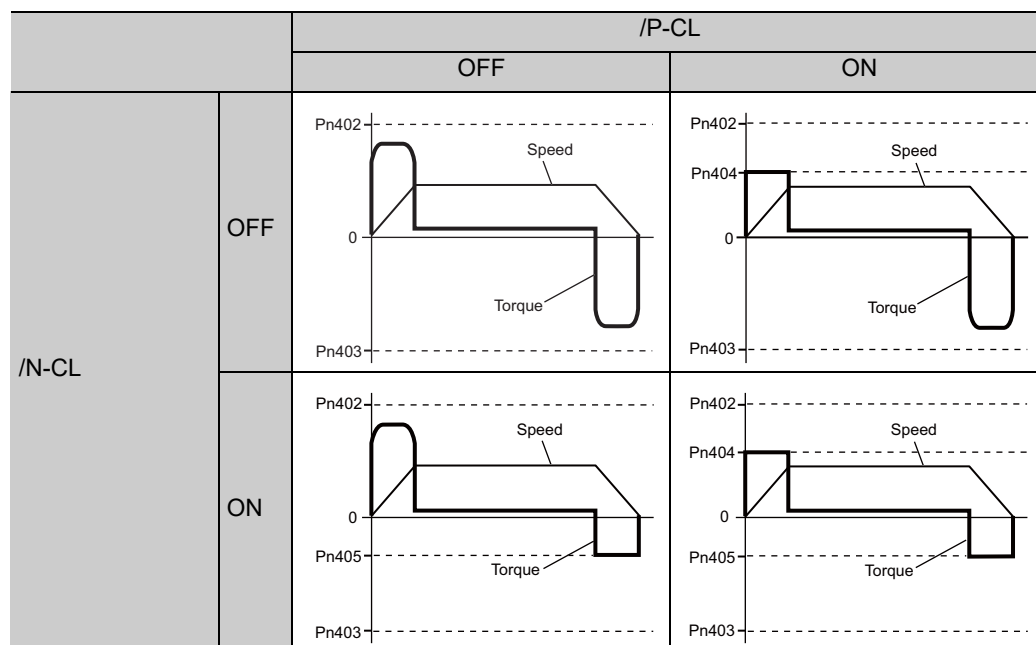 /P-CL
OFF
ON
/N-CL
OFF
Pn402
Speed
0
Torque
Pn403
Pn402
Speed
Pn404
0
Torque
Pn403
ON
Pn402
Speed
0
Pn405
Torque
Pn403
Pn402
Speed
Pn404
0
Pn405
Torque
Pn403